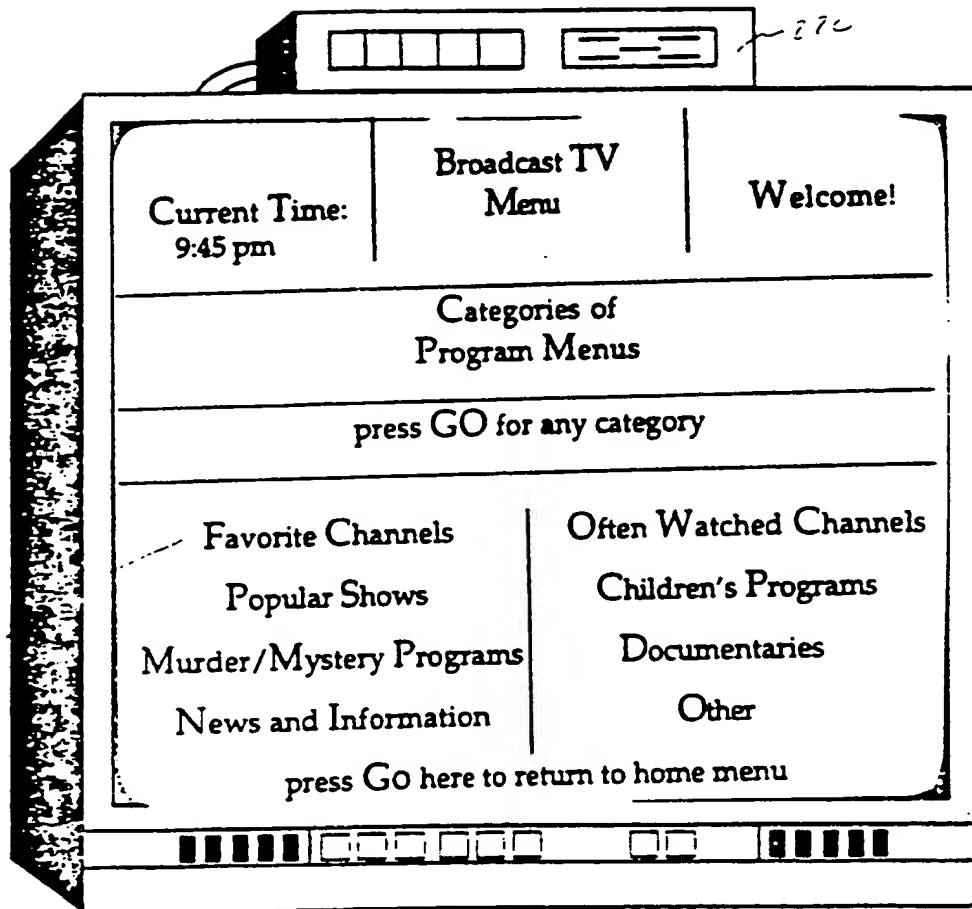 Broadcast TV
Menu
Current Time:
9:45 pm
Welcome!
Categories of
Program Menus
press GO for any category
Favorite Channels
Often Watched Channels
Popular Shows
Children's Programs
Murder/Mystery Programs
Documentaries
News and Information
Other
press GO here to return to home menu